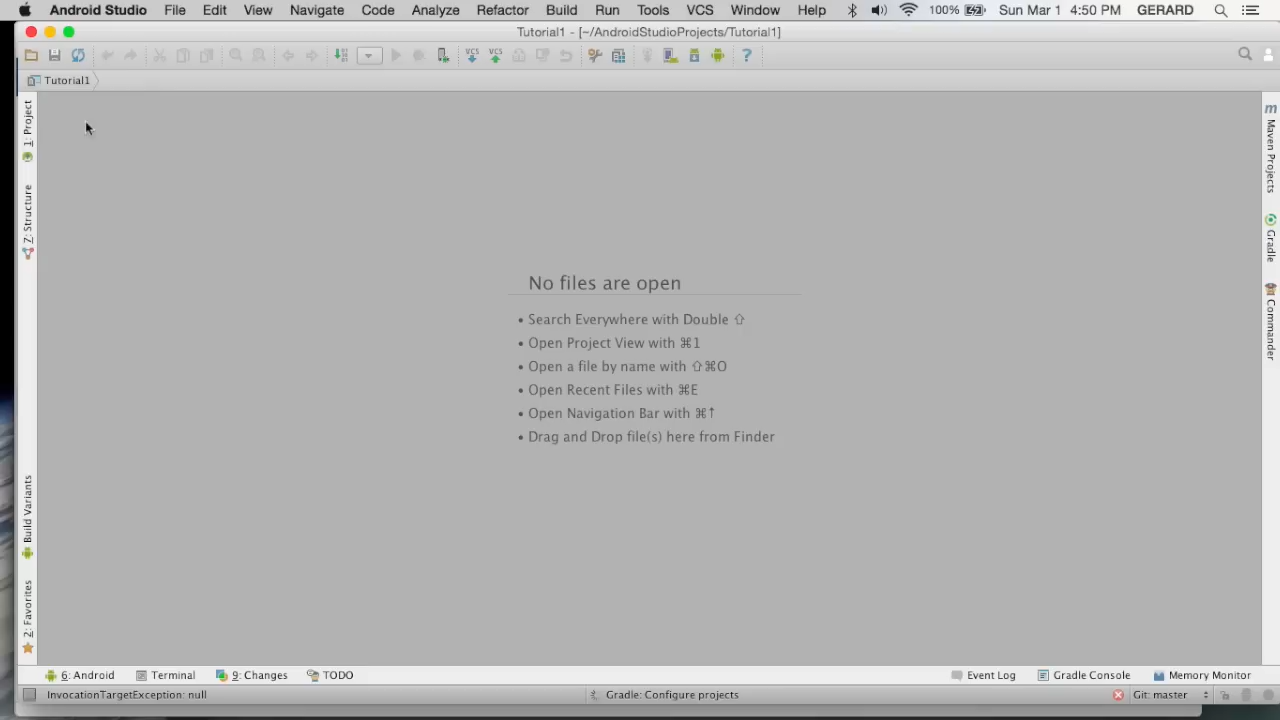 Android Studio File Edit View Navigate Code Analyze Refactor Build Run Tools VCS Window Help 100% Sun Mar 1 4:50 PM GERARD
Tutorial1 - [~/AndroidStudioProjects/Tutorial1]
VCS VCS ?
Tutorial1
1: Project
Z: Structure
Build Variants
2: Favorites
No files are open
• Search Everywhere with Double ⇧
• Open Project View with ⌘1
• Open a file by name with ⇧⌘O
• Open Recent Files with ⌘E
• Open Navigation Bar with ⌘↑
• Drag and Drop file(s) here from Finder
m
Maven Projects
Gradle
Commander
6: Android Terminal 9: Changes TODO Event Log Gradle Console Memory Monitor
InvocationTargetException: null Gradle: Configure projects Git: master